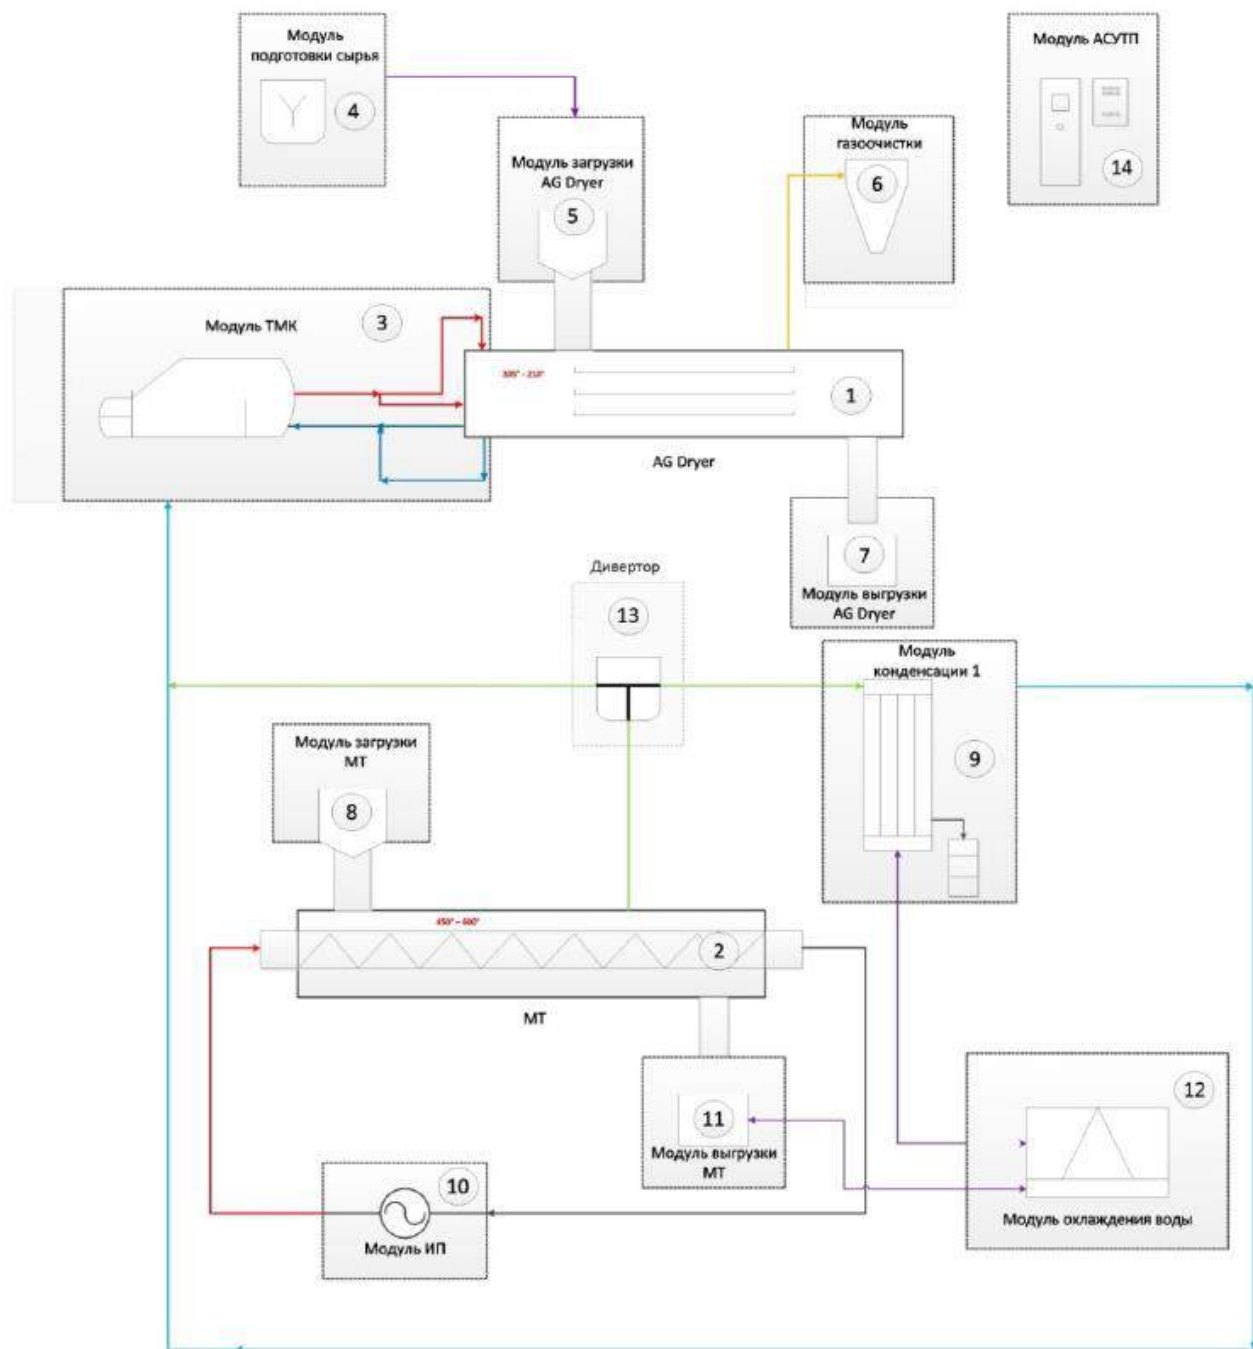 Модуль
подготовки сырья
4
Модуль АСУТП
14
Модуль загрузки
AG Dryer
5
Модуль
газоочистки
6
Модуль ТМК
3
1
AG Dryer
7
Модуль выгрузки
AG Dryer
Дивертор
13
Модуль
конденсации 1
9
Модуль загрузки
МТ
8
2
МТ
12
Модуль охлаждения воды
11
Модуль выгрузки
МТ
10
Модуль ИП